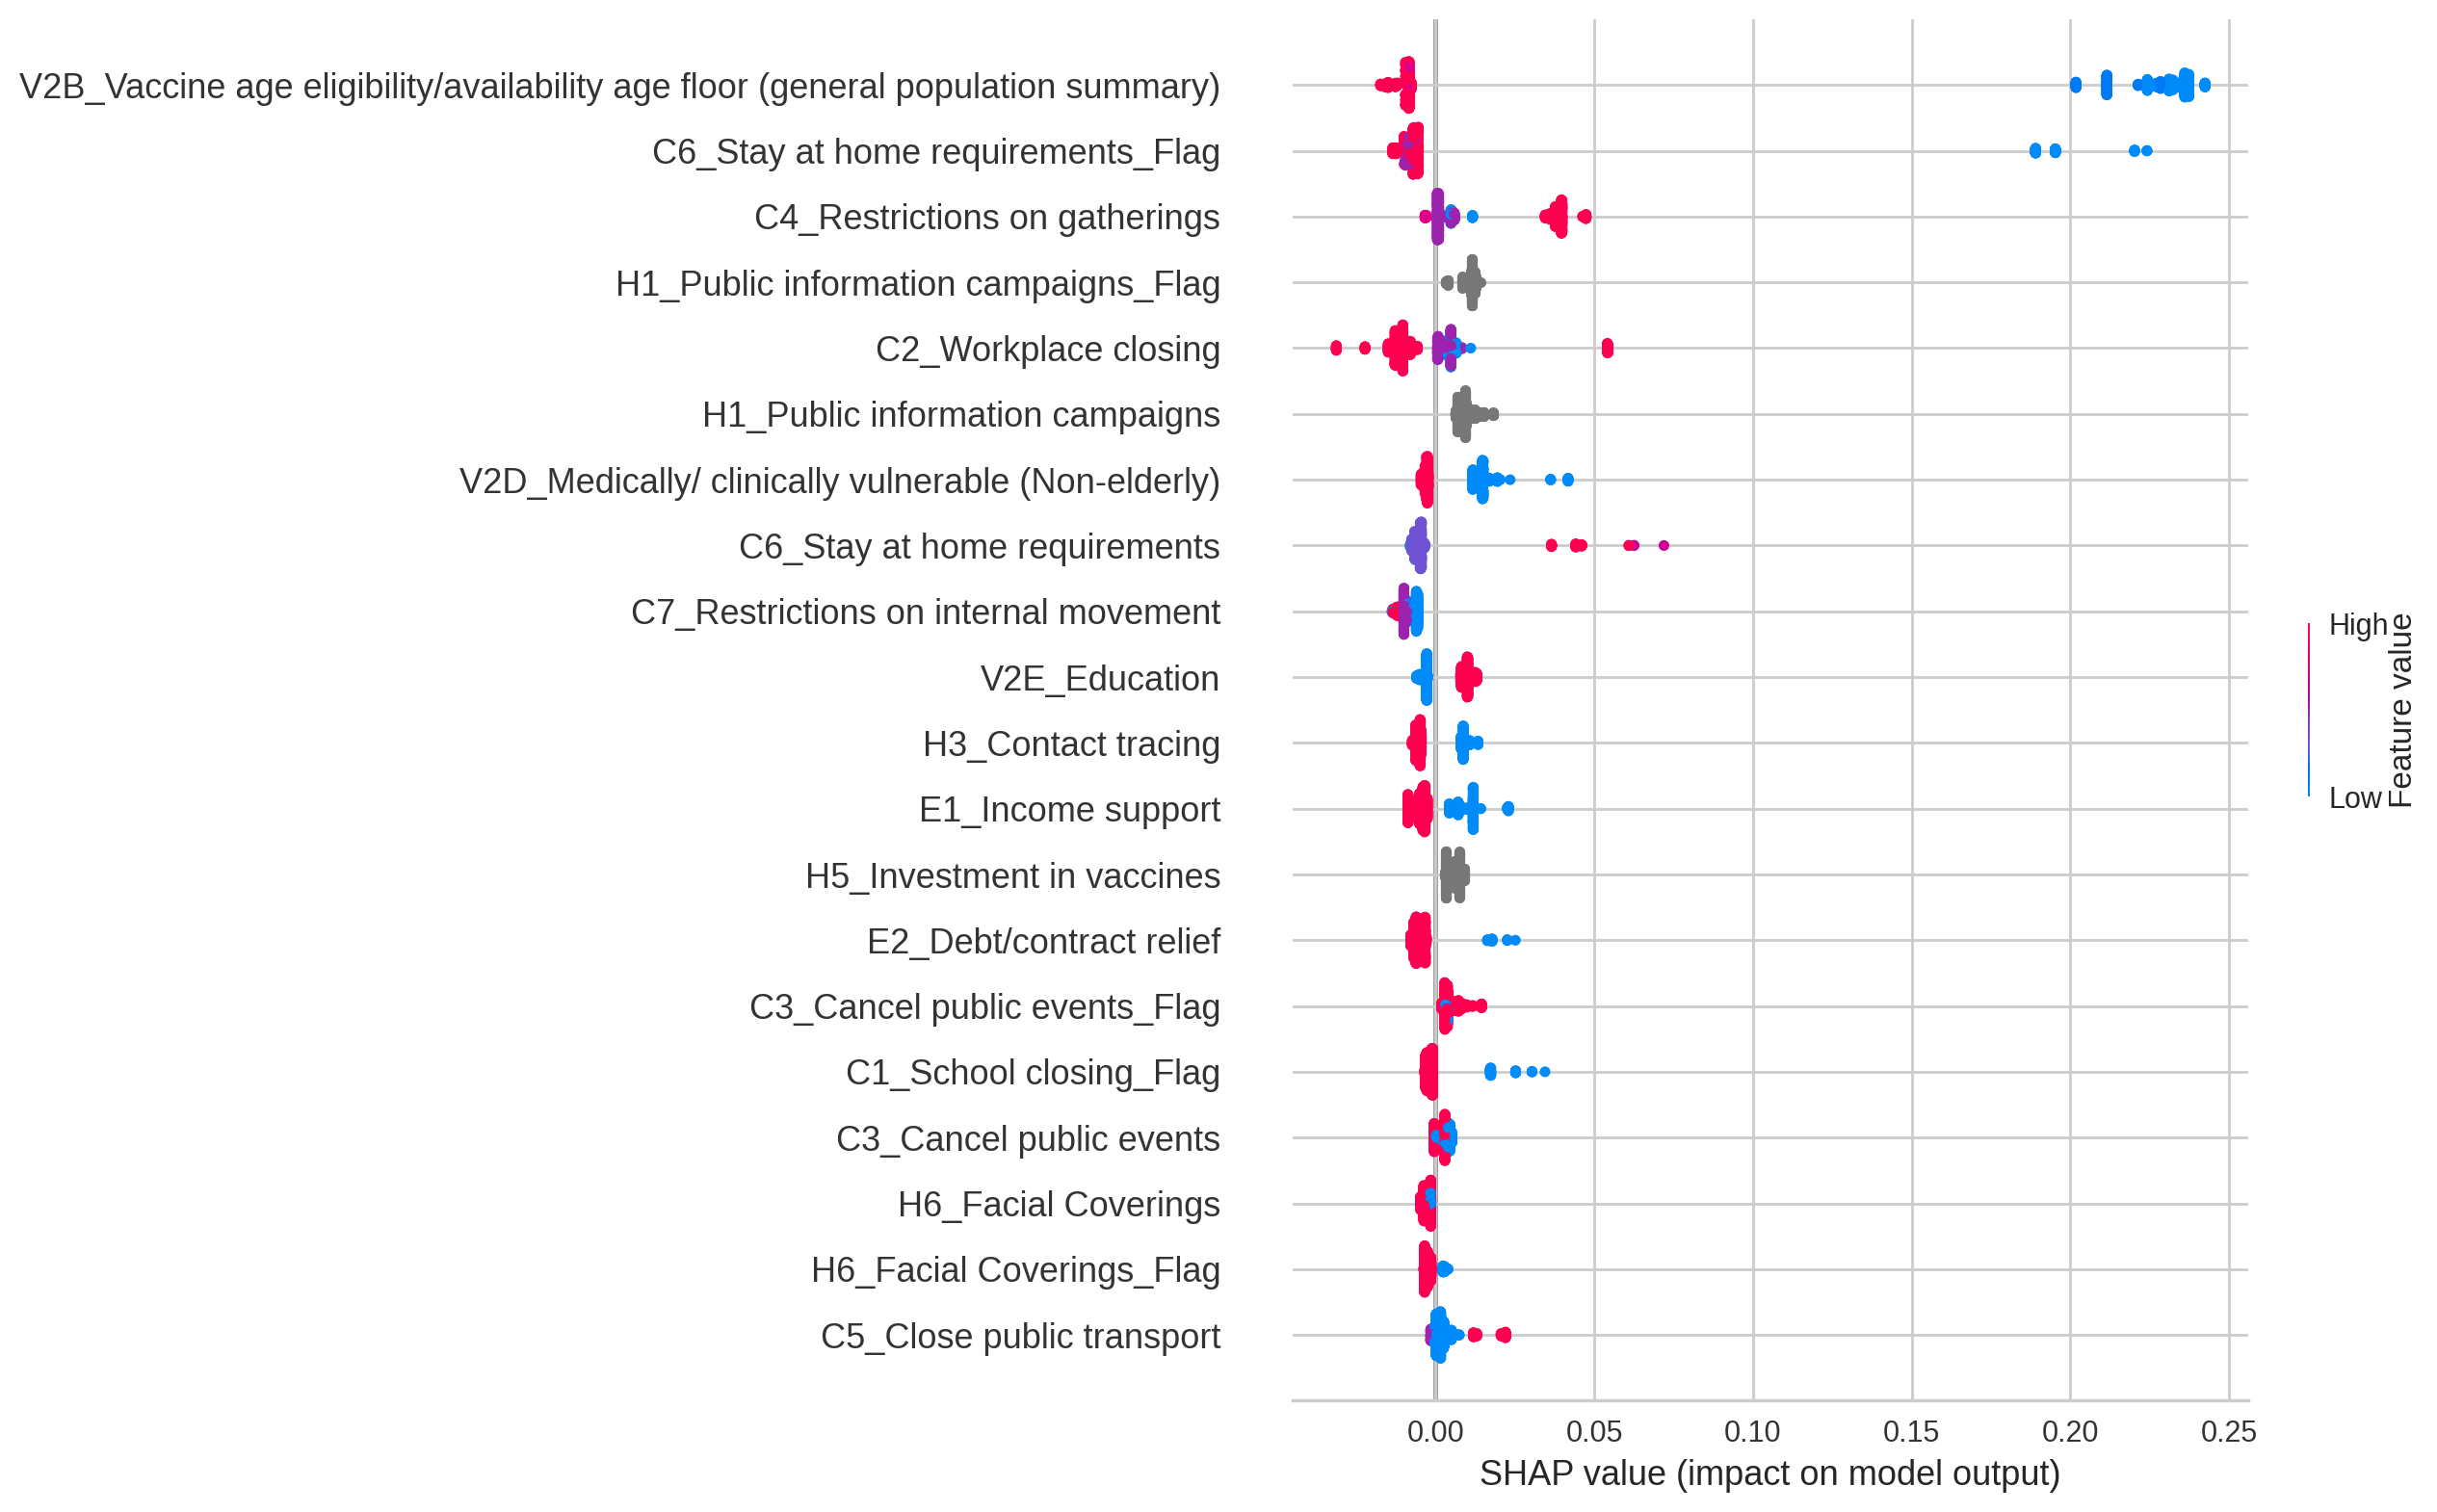 V2B_Vaccine age eligibility/availability age floor (general population summary)
C6_Stay at home requirements_Flag
C4_Restrictions on gatherings
H1_Public information campaigns_Flag
C2_Workplace closing
H1_Public information campaigns
V2D_Medically/ clinically vulnerable (Non-elderly)
C6_Stay at home requirements
C7_Restrictions on internal movement
V2E_Education
H3_Contact tracing
E1_Income support
H5_Investment in vaccines
E2_Debt/contract relief
C3_Cancel public events_Flag
C1_School closing_Flag
C3_Cancel public events
H6_Facial Coverings
H6_Facial Coverings_Flag
C5_Close public transport
0.00 0.05 0.10 0.15 0.20 0.25
SHAP value (impact on model output)
High
Low
Feature value